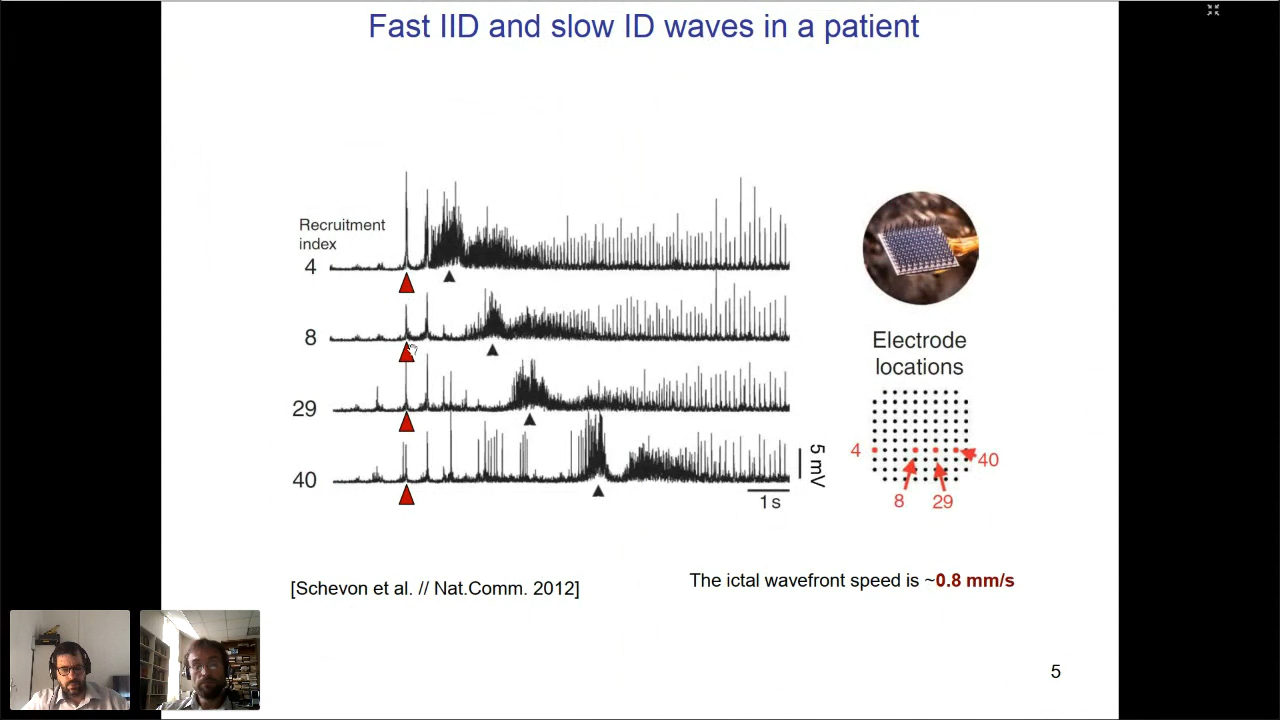 Fast IID and slow ID waves in a patient
Recruitment
index
4
8
29
40
5 mV
1 s
Electrode
locations
4
40
8
29
[Schevon et al. // Nat.Comm. 2012]
The ictal wavefront speed is ~0.8 mm/s
5